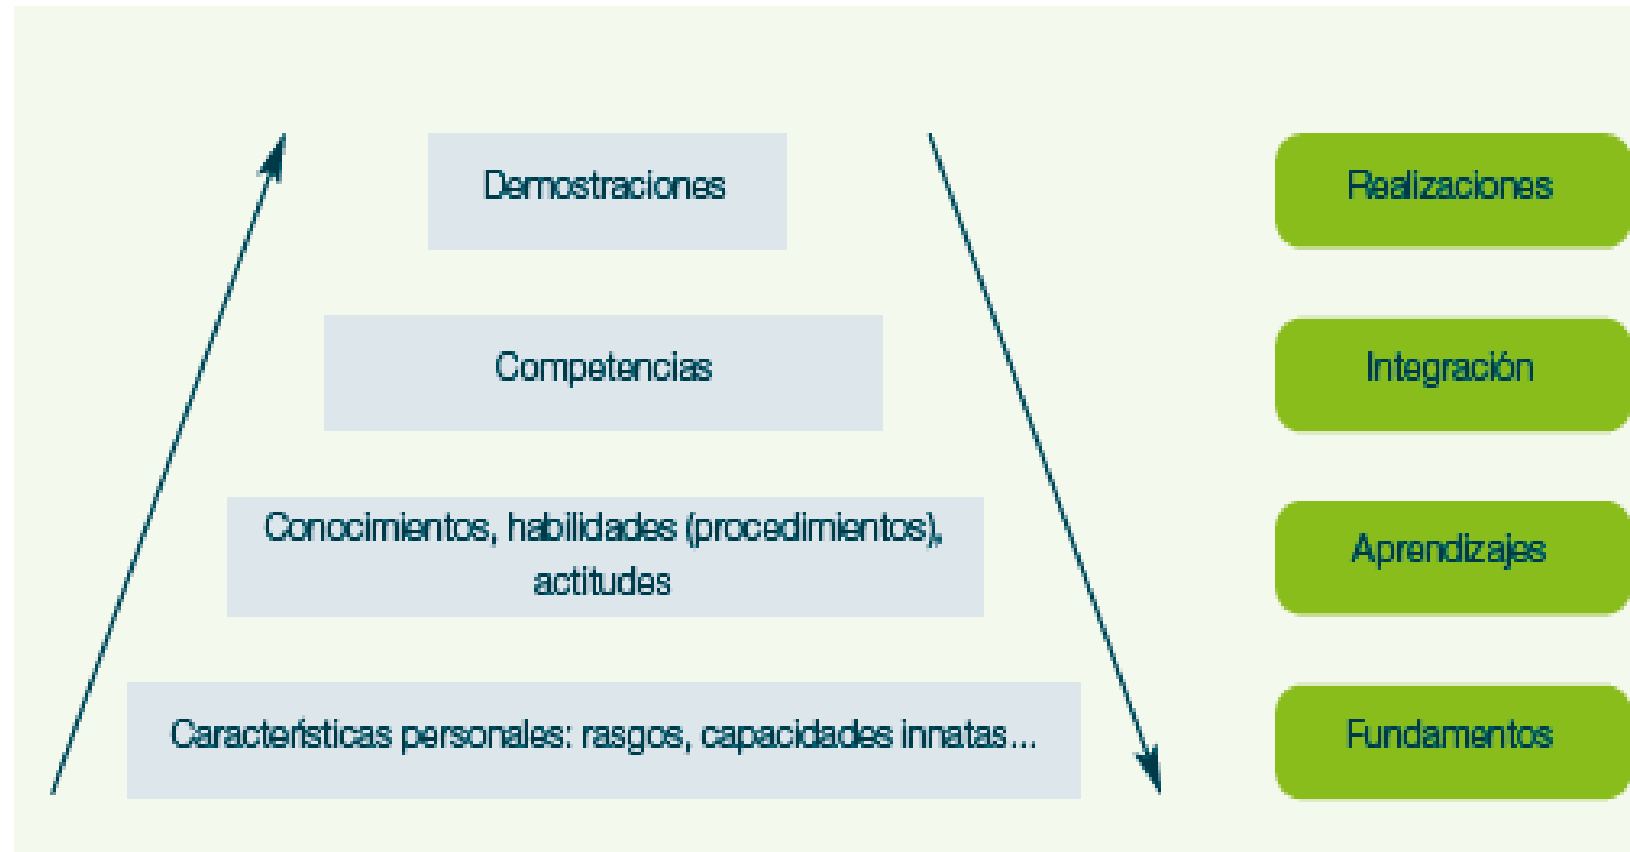 Demostraciones
Realizaciones
Competencias
Integración
Conocimientos, habilidades (procedimientos),
actitudes
Aprendizajes
Características personales: rasgos, capacidades innatas...
Fundamentos